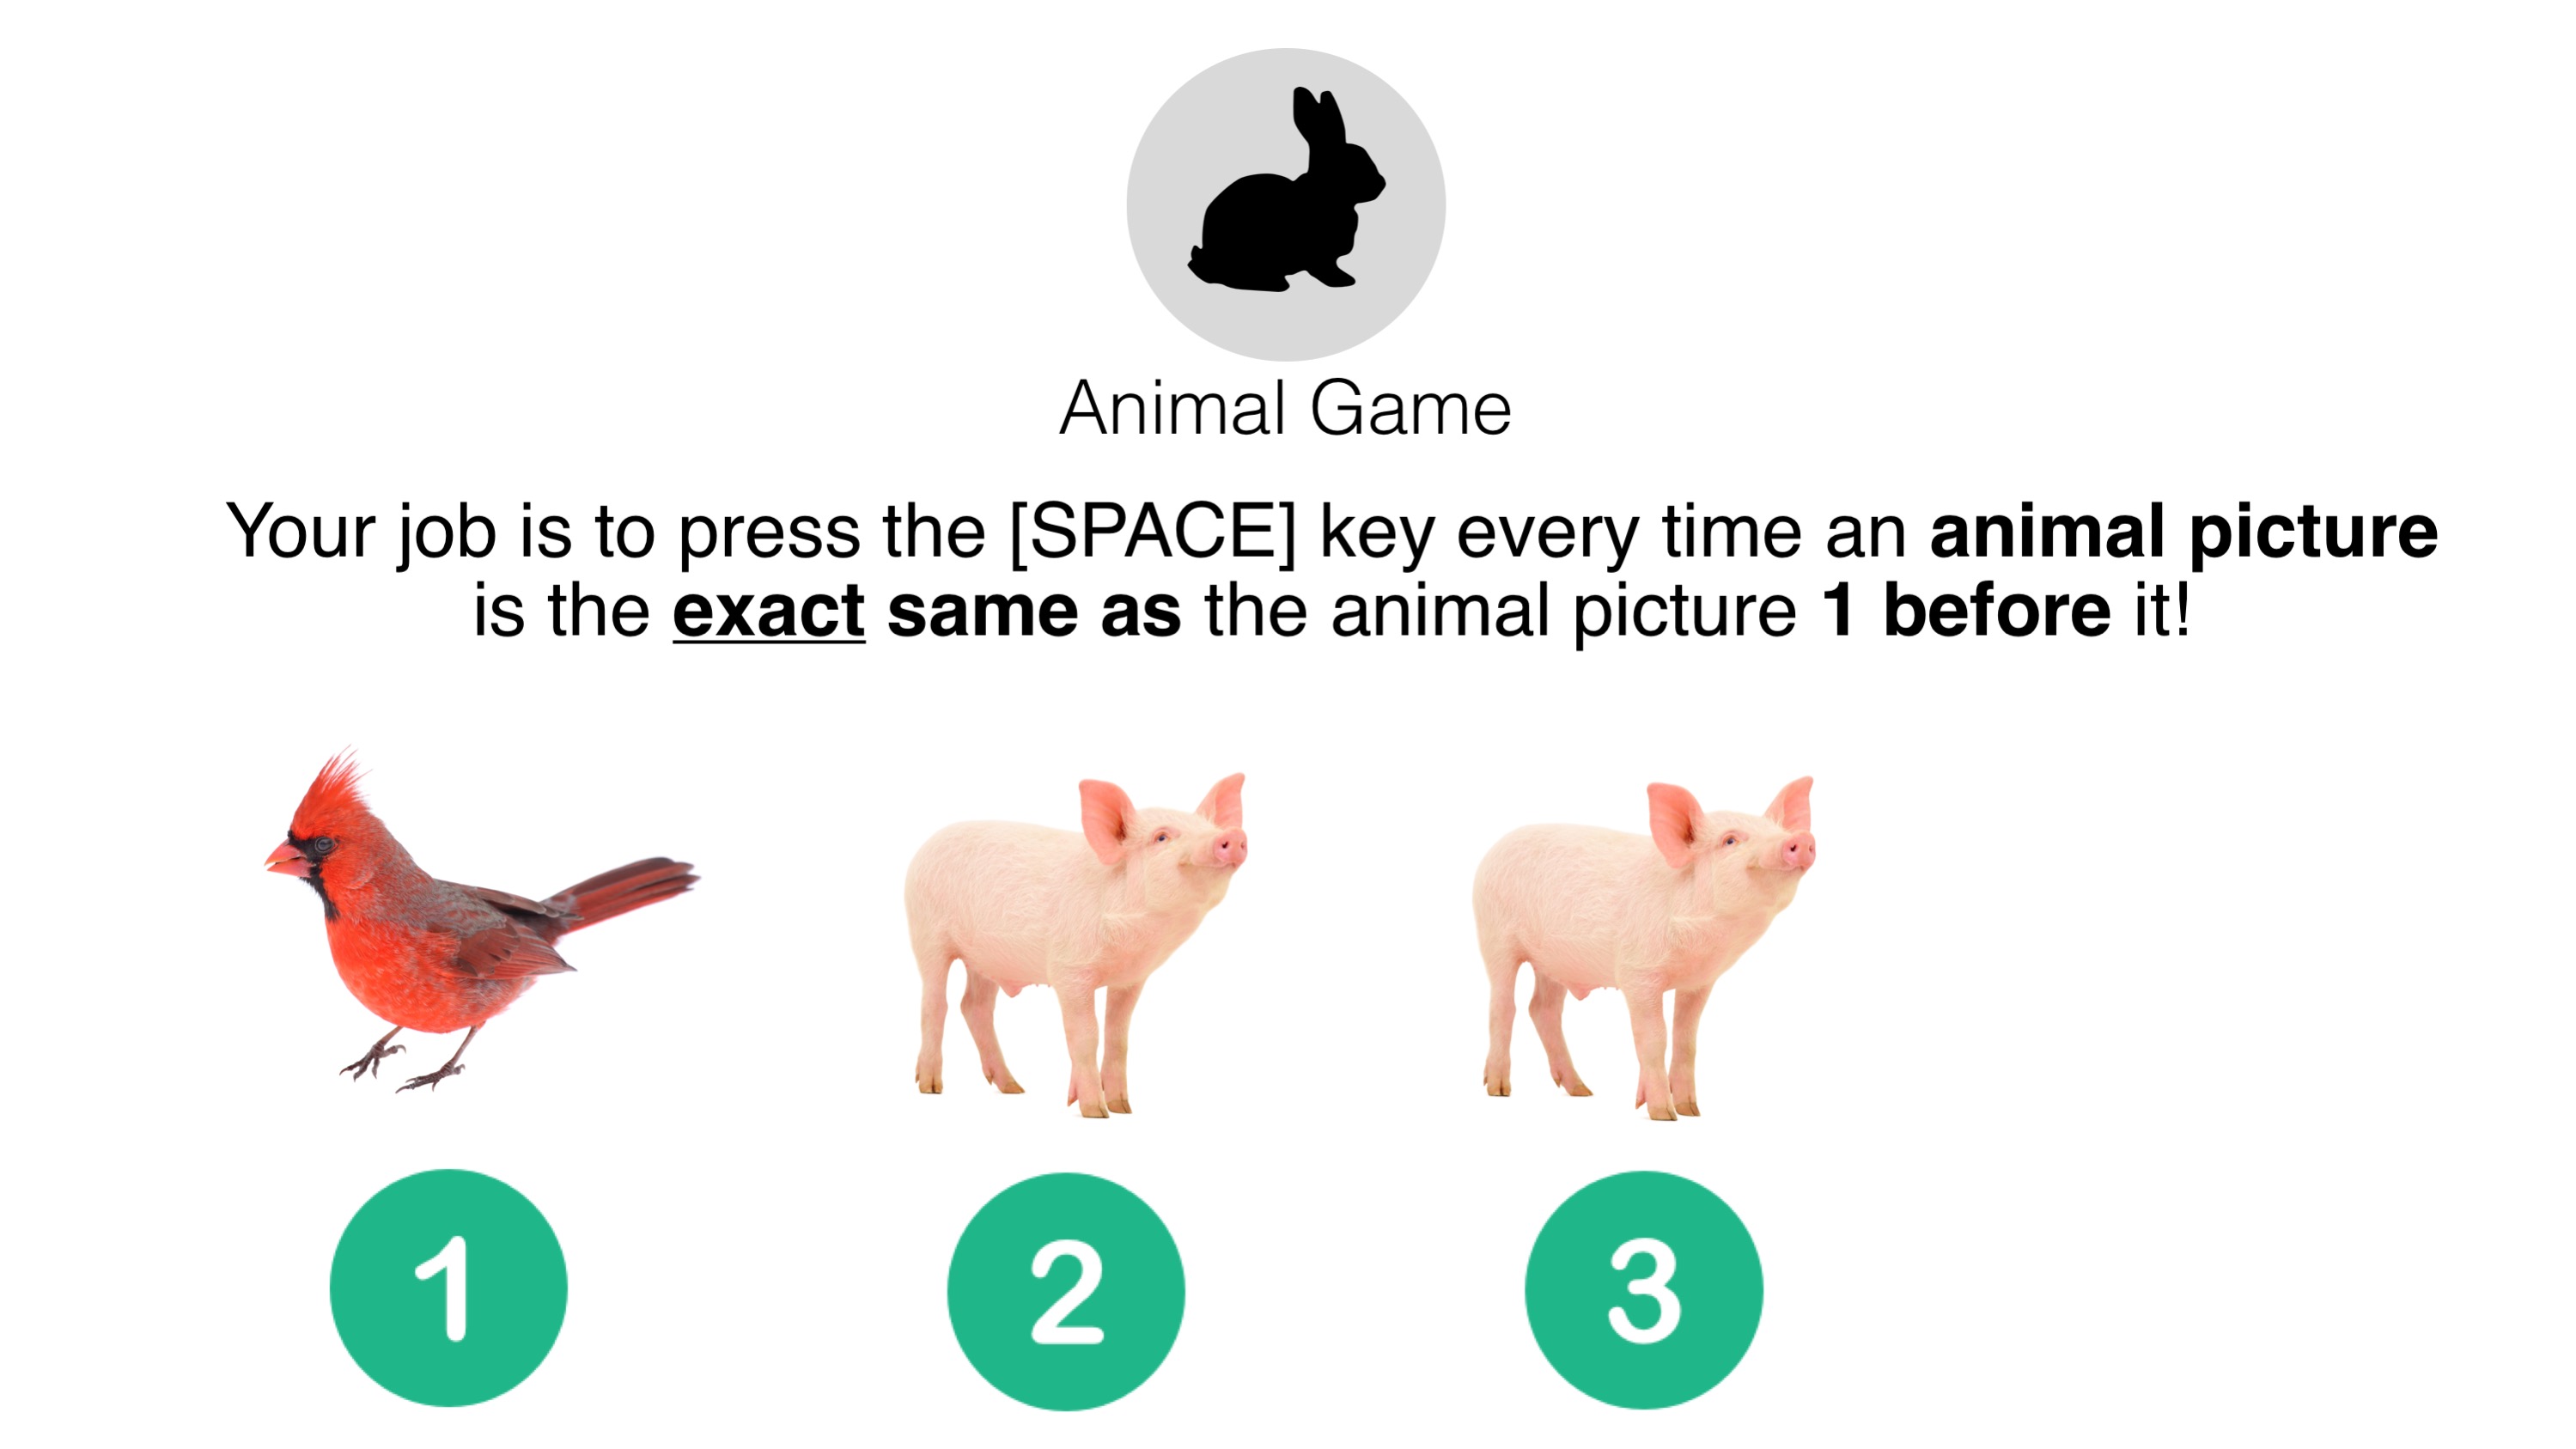 Animal Game
Your job is to press the [SPACE] key every time an animal picture
is the exact same as the animal picture 1 before it!
1
2
3